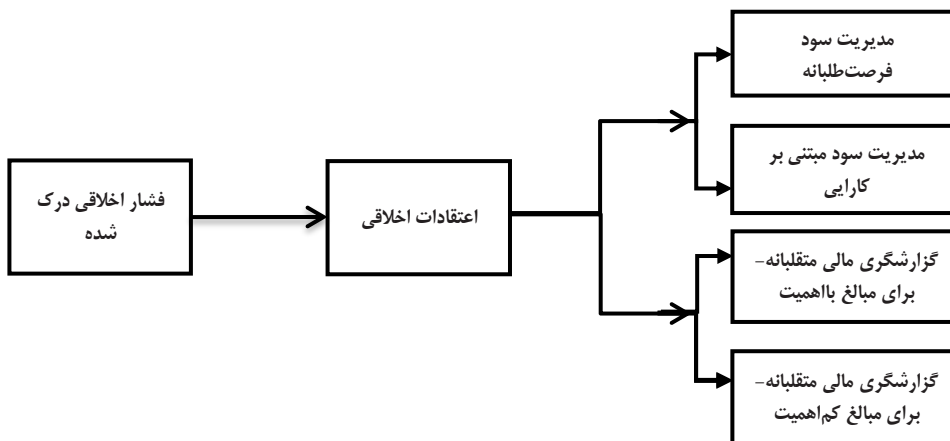 فشار اخلاقی درک
شده
اعتقادات اخلاقی
مدیریت سود
فرصت‌طلبانه
مدیریت سود مبتنی بر
کارایی
گزارشگری مالی متقلبانه-
برای مبالغ بااهمیت
گزارشگری مالی متقلبانه-
برای مبالغ کم‌اهمیت